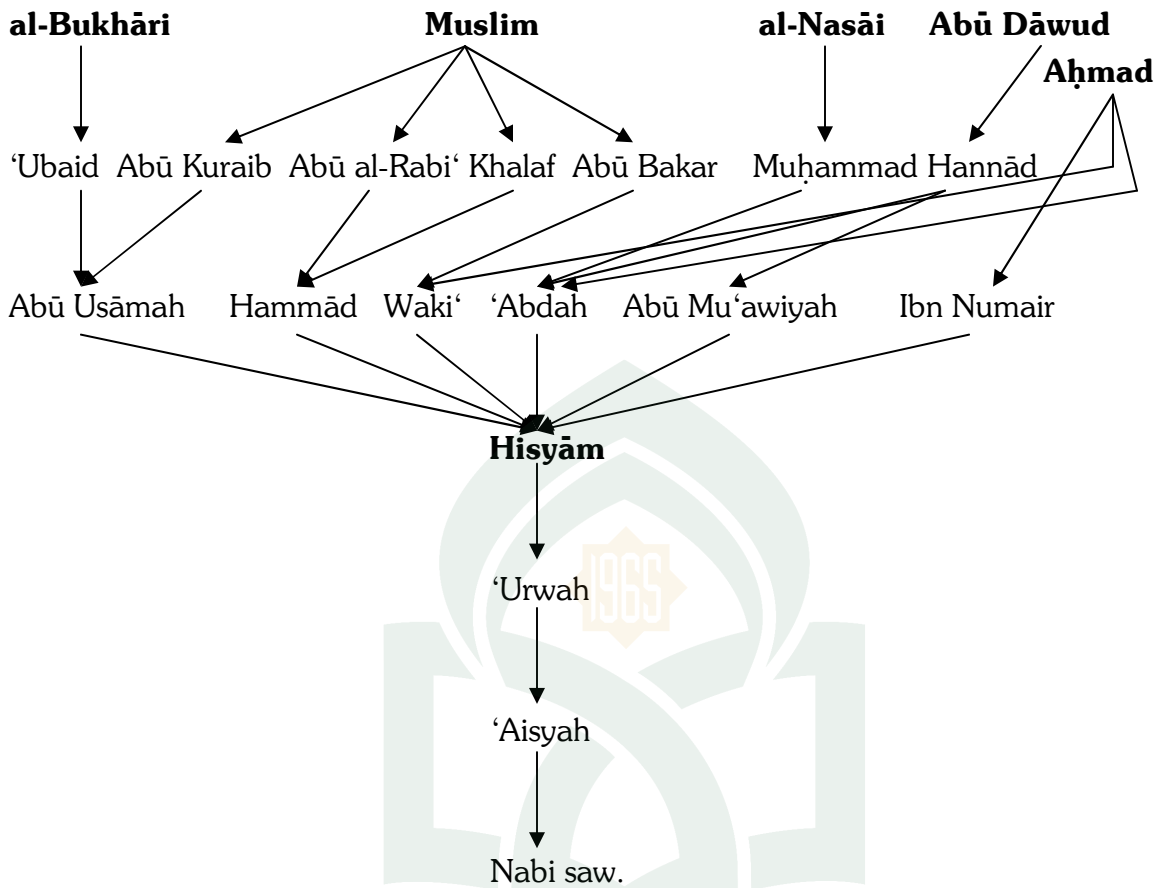 al-Bukhāri Muslim al-Nasāi Abū Dāwud
Aḥmad
‘Ubaid Abū Kuraib Abū al-Rabi‘ Khalaf Abū Bakar Muḥammad Hannād
Abū Usāmah Hammād Waki‘ ‘Abdah Abū Mu‘awiyah Ibn Numair
Hisyām
‘Urwah
1965
‘Aisyah
Nabi saw.